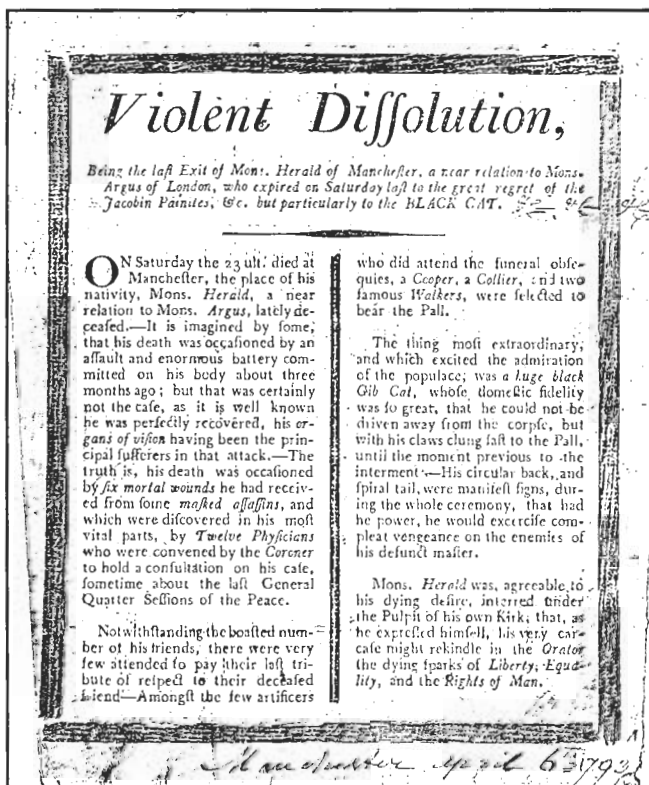 Violent Diſſolution,
Being the laſt Exit of Mons. Herald of Mancheſter, a near relation to Mons.
Argus of London, who expired on Saturday laſt to the great regret of the
Jacobin Painites, &c. but particularly to the BLACK CAT.
ON Saturday the 23 ult. died at
Mancheſter, the place of his
nativity, Mons. Herald, a near
relation to Mons. Argus, lately de-
ceaſed.—It is imagined by ſome,
that his death was occaſioned by an
aſſault and enormous battery com-
mitted on his body about three
months ago; but that was certainly
not the caſe, as it is well known
he was perfectly recovered, his or-
gans of viſion having been the prin-
cipal ſufferers in that attack.—The
truth is, his death was occaſioned
by ſix mortal wounds he had receiv-
ed from ſome maſked aſſaſſins, and
which were diſcovered in his moſt
vital parts, by Twelve Phyſicians
who were convened by the Coroner
to hold a conſultation on his caſe,
ſometime about the laſt General
Quarter Seſſions of the Peace.
Notwithſtanding the boaſted num-
ber of his friends, there were very
few attended to pay their laſt tri-
bute of reſpect to their deceaſed
friend—Amongſt the few artificers
who did attend the funeral obſe-
quies, a Cooper, a Collier, and two
famous Walkers, were ſelected to
bear the Pall.
The thing moſt extraordinary,
and which excited the admiration
of the populace, was a huge black
Gib Cat, whoſe domeſtic fidelity
was ſo great, that he could not be
driven away from the corpſe, but
with his claws clung faſt to the Pall,
until the moment previous to the
interment.—His circular back, and
ſpiral tail, were manifeſt ſigns, dur-
ing the whole ceremony, that had
he power, he would exerciſe com-
pleat vengeance on the enemies of
his defunct maſter.
Mons. Herald was, agreeable to
his dying deſire, interred under
the Pulpit of his own Kirk; that, as
he expreſſed himſelf, his very car-
caſe might rekindle in the Orator
the dying ſparks of Liberty, Equa-
lity, and the Rights of Man.
Mancheſter April 6 1793